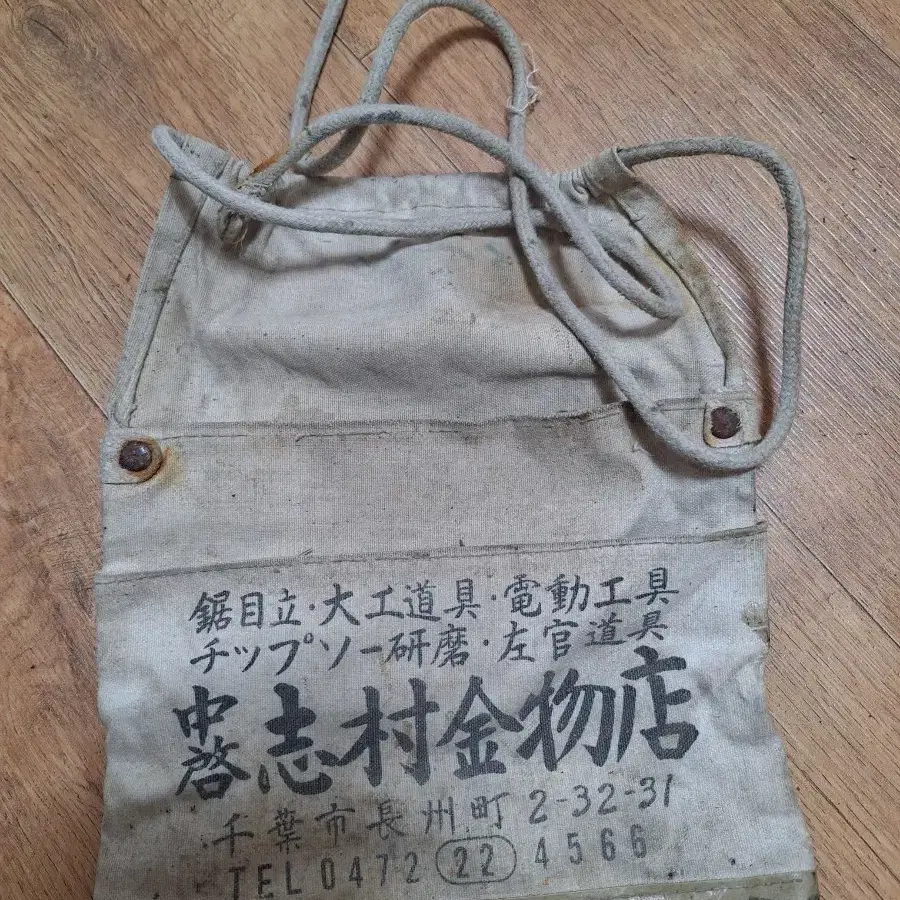 鋸目立・大工道具・電動工具
チップソー研磨・左官道具
中啓 志村金物店
千葉市長州町 2-32-31
TEL 0472 22 4566